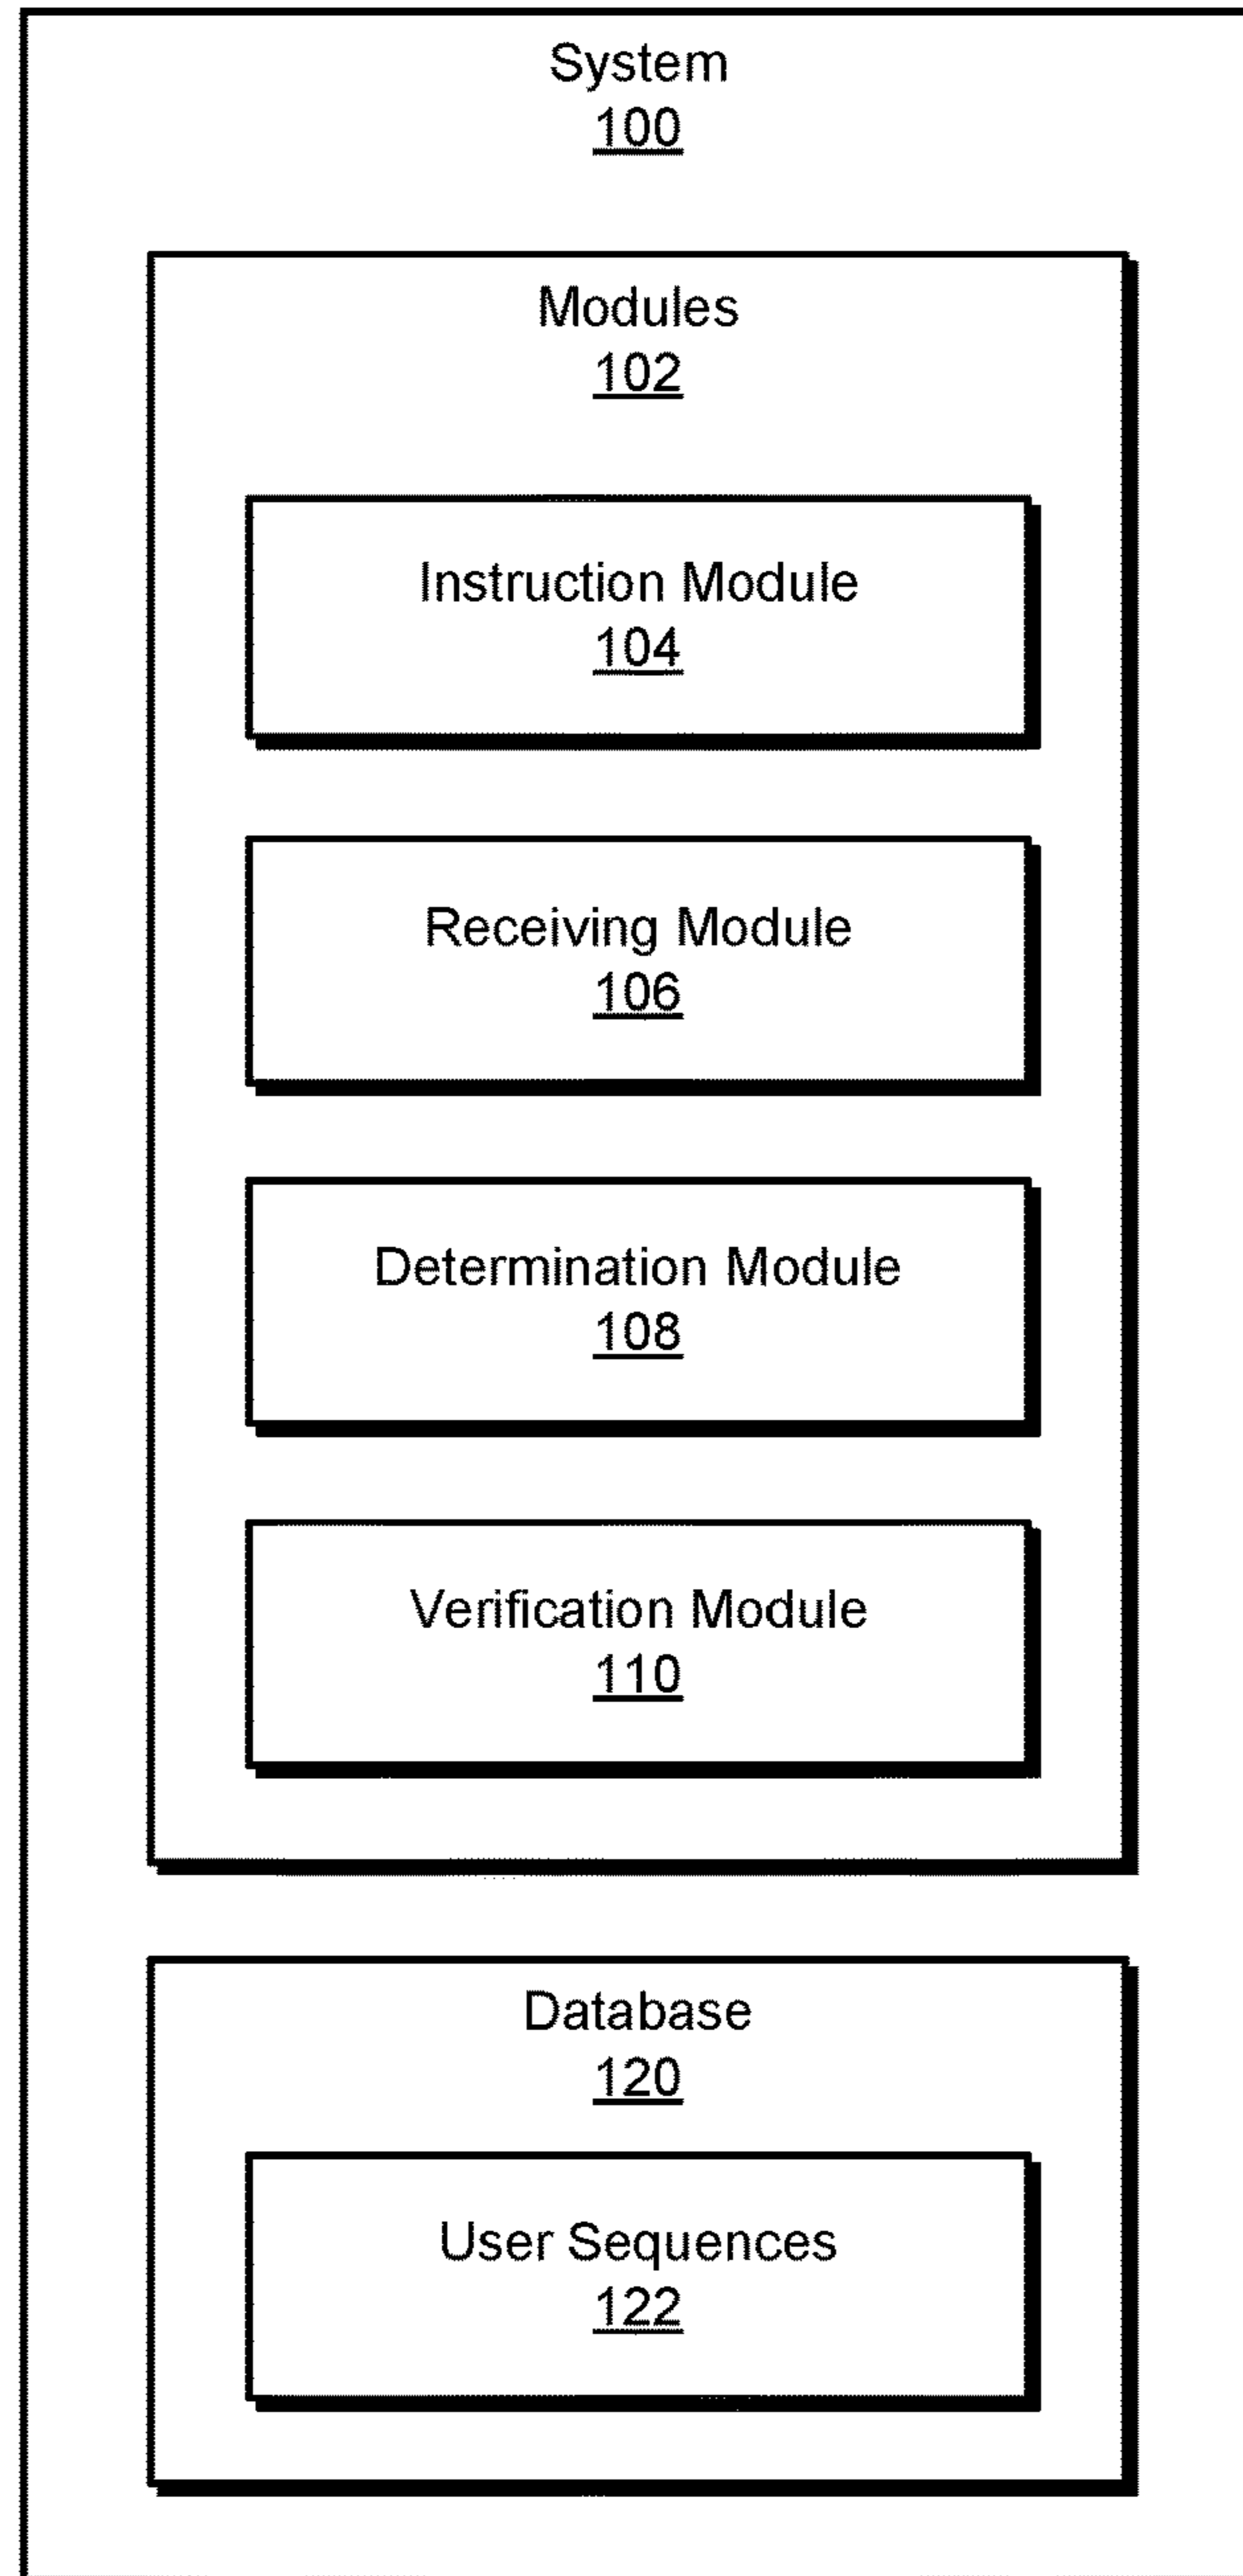 System
100
Modules
102
Instruction Module
104
Receiving Module
106
Determination Module
108
Verification Module
110
Database
120
User Sequences
122